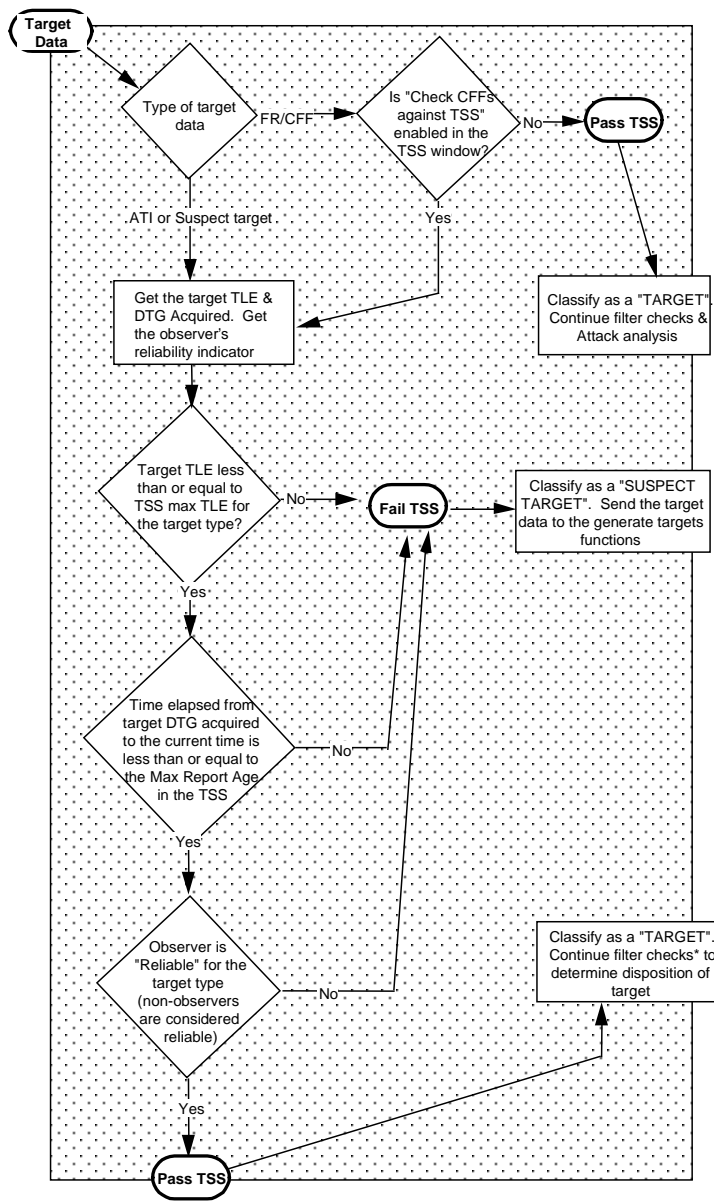 Target
Data
Type of target
data
FR/CFF
Is "Check CFFs
against TSS"
enabled in the
TSS window?
No
Pass TSS
ATI or Suspect target
Yes
Get the target TLE &
DTG Acquired. Get
the observer's
reliability indicator
Classify as a "TARGET".
Continue filter checks &
Attack analysis
Target TLE less
than or equal to
TSS max TLE for
the target type?
No
Fail TSS
Classify as a "SUSPECT
TARGET". Send the target
data to the generate targets
functions
Yes
Time elapsed from
target DTG acquired
to the current time is
less than or equal to
the Max Report Age
in the TSS
No
Yes
Observer is
"Reliable" for the
target type
(non-observers
are considered
reliable)
No
Classify as a "TARGET".
Continue filter checks* to
determine disposition of
target
Yes
Pass TSS